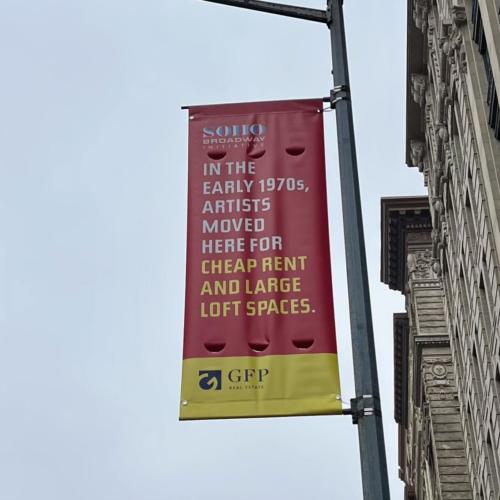 SOHO
BROADWAY
INITIATIVE
IN THE
EARLY 1970s,
ARTISTS
MOVED
HERE FOR
CHEAP RENT
AND LARGE
LOFT SPACES.
GFP
REAL ESTATE